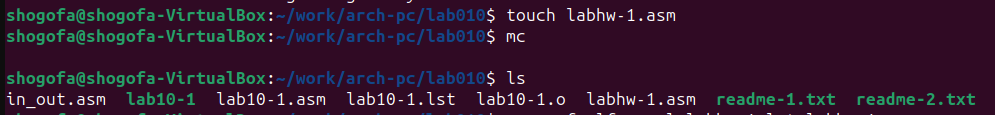 shogofa@shogofa-VirtualBox:~/work/arch-pc/lab010$ touch labhw-1.asm
shogofa@shogofa-VirtualBox:~/work/arch-pc/lab010$ mc
shogofa@shogofa-VirtualBox:~/work/arch-pc/lab010$ ls
in_out.asm lab10-1 lab10-1.asm lab10-1.lst lab10-1.o labhw-1.asm readme-1.txt readme-2.txt